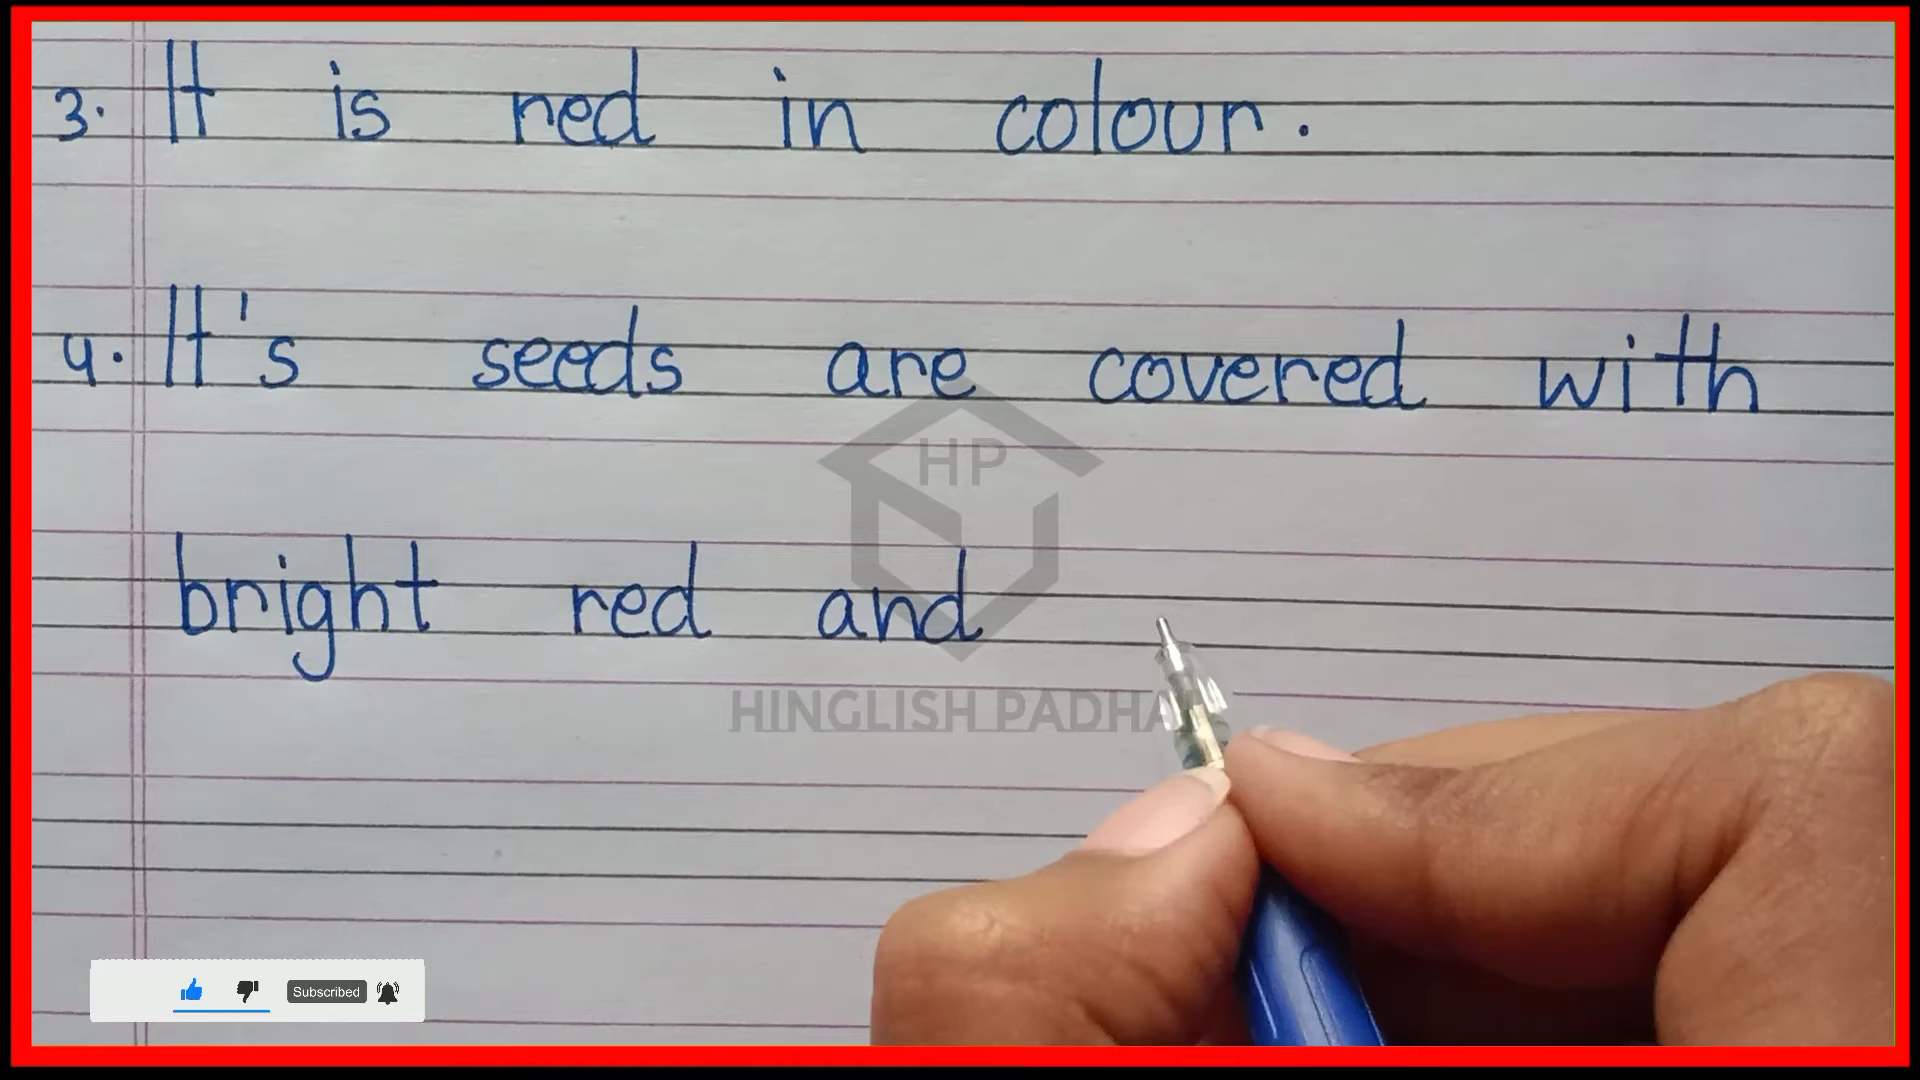 3. It is red in colour.
4. It's seeds are covered with
bright red and
HP
HINGLISH PADHA
Subscribed